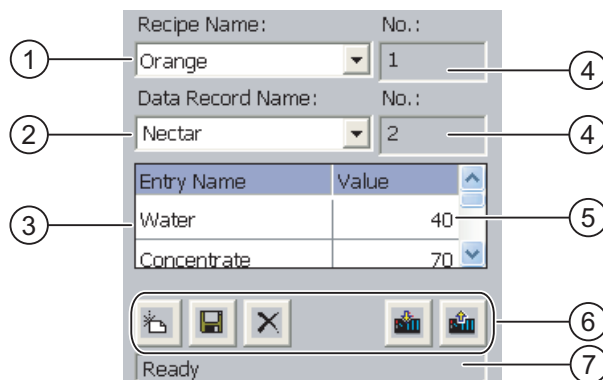 Recipe Name: No.:
1 Orange 1 4
Data Record Name: No.:
2 Nectar 2 4
Entry Name Value
3 Water 40 5
Concentrate 70
6
Ready 7